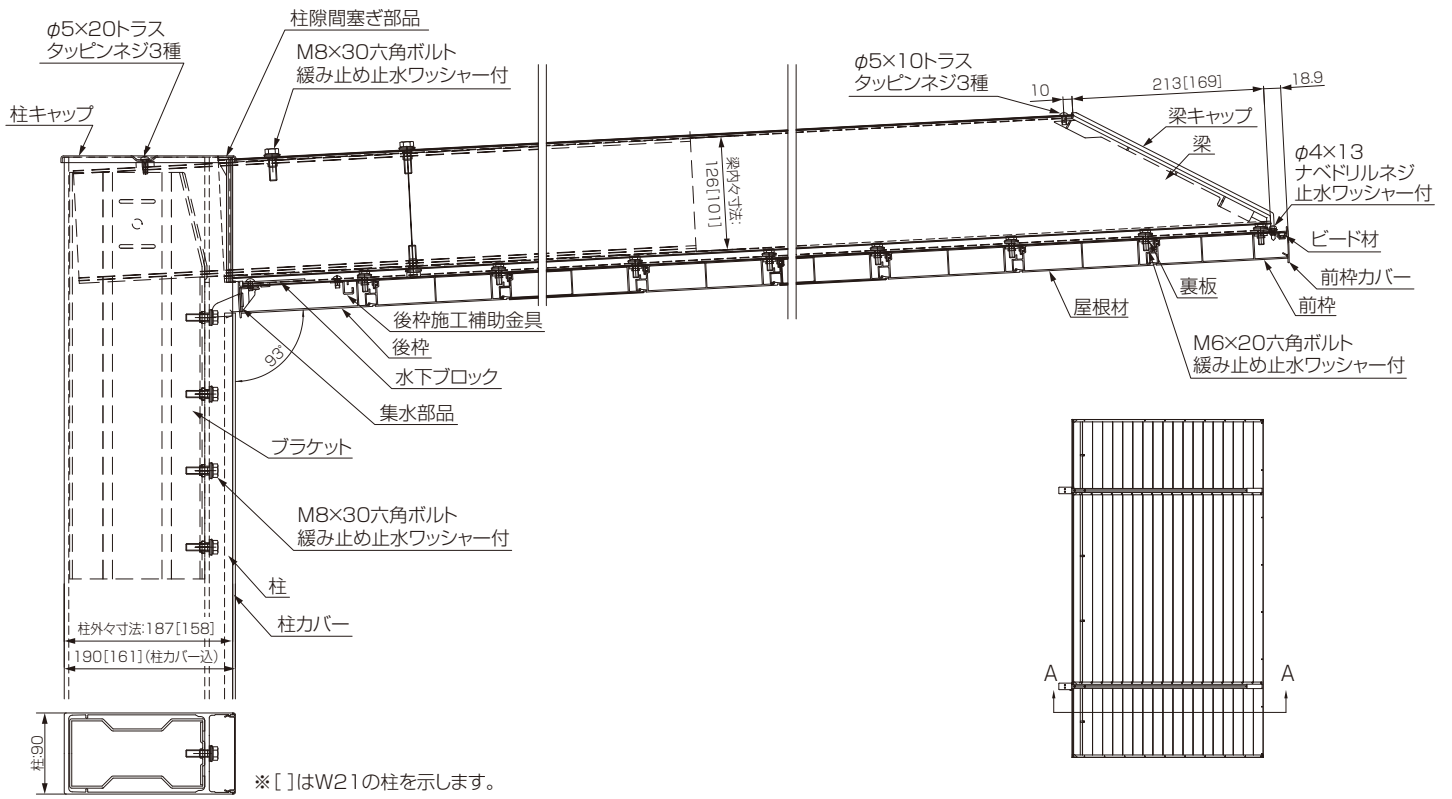 φ5×20トラス
タッピンネジ3種
柱隙間塞ぎ部品
M8×30六角ボルト
緩み止め止水ワッシャー付
柱キャップ
φ5×10トラス
タッピンネジ3種
10
213[169]
18.9
梁キャップ
梁
φ4×13
ナベドリルネジ
止水ワッシャー付
梁内々寸法:
126[101]
ビード材
前枠カバー
前枠
裏板
屋根材
M6×20六角ボルト
緩み止め止水ワッシャー付
後枠施工補助金具
後枠
93°
水下ブロック
集水部品
ブラケット
M8×30六角ボルト
緩み止め止水ワッシャー付
柱
柱カバー
柱外々寸法:187[158]
190[161](柱カバー込)
柱:90
※[ ]はW21の柱を示します。
A
A